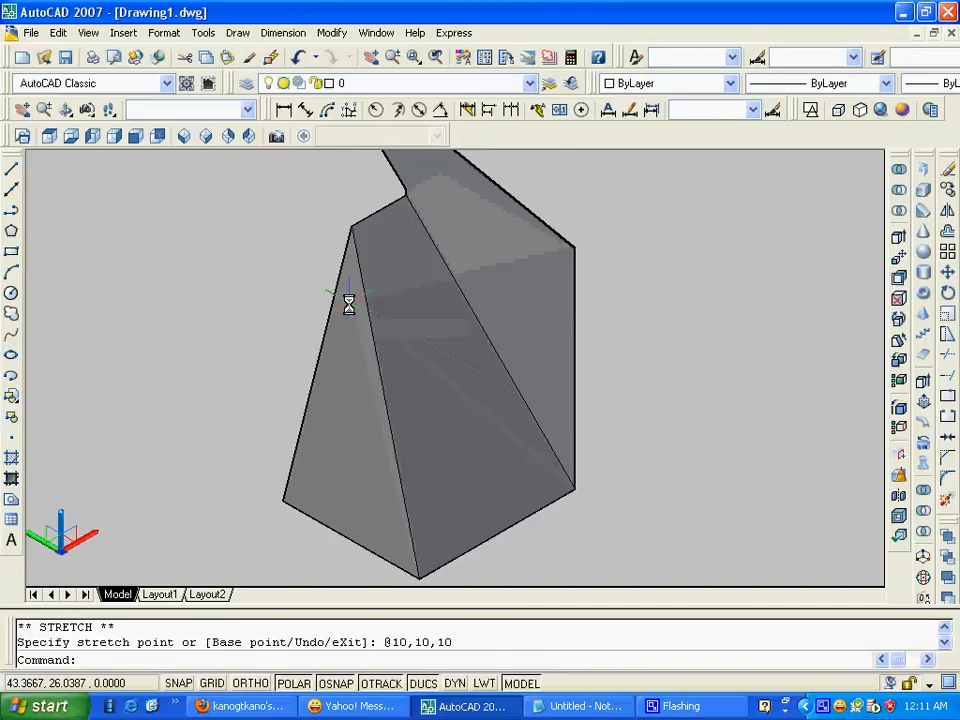 AutoCAD 2007 - [Drawing1.dwg]
File Edit View Insert Format Tools Draw Dimension Modify Window Help Express
AutoCAD Classic
0
ByLayer
ByLayer
ByLayer
A
Model Layout1 Layout2
** STRETCH **
Specify stretch point or [Base point/Undo/eXit]: @10,10,10
Command:
43.3667, 26.0387, 0.0000 SNAP GRID ORTHO POLAR OSNAP OTRACK DUCS DYN LWT MODEL
start kanogtkano's... Yahoo! Mess... AutoCAD 20... Untitled - Not... Flashing 12:11 AM